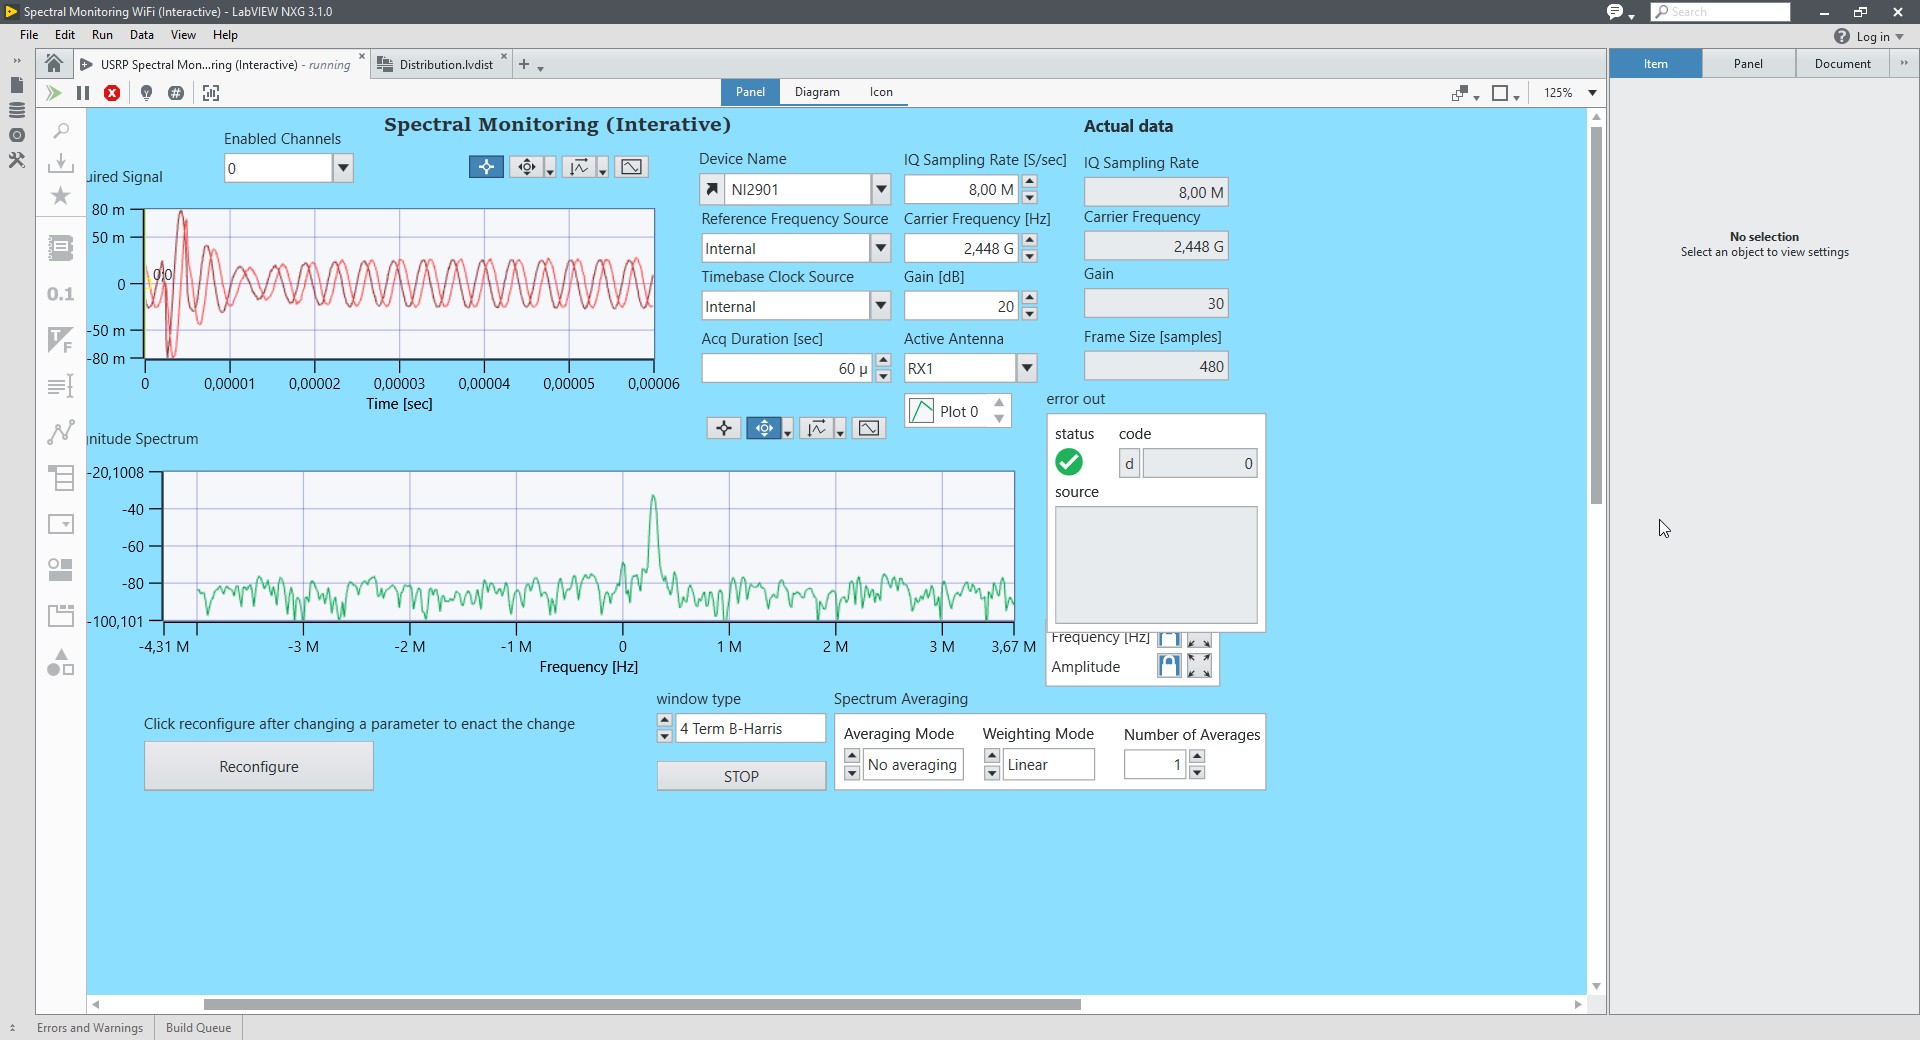 Spectral Monitoring WiFi (Interactive) - LabVIEW NXG 3.1.0
Search
File Edit Run Data View Help
Log in
USRP Spectral Mon...ring (Interactive) - running
Distribution.lvdist
Item Panel Document
Panel Diagram Icon
125%
Spectral Monitoring (Interative)
Enabled Channels
0
uired Signal
80 m
50 m
0
-50 m
-80 m
0:0
0 0,00001 0,00002 0,00003 0,00004 0,00005 0,00006
Time [sec]
Device Name
NI2901
Reference Frequency Source
Internal
Timebase Clock Source
Internal
Acq Duration [sec]
60 µ
IQ Sampling Rate [S/sec]
8,00 M
Carrier Frequency [Hz]
2,448 G
Gain [dB]
20
Active Antenna
RX1
Plot 0
Actual data
IQ Sampling Rate
8,00 M
Carrier Frequency
2,448 G
Gain
30
Frame Size [samples]
480
error out
status code
d 0
source
Frequency [Hz]
Amplitude
gnitude Spectrum
-20,1008
-40
-60
-80
-100,101
-4,31 M -3 M -2 M -1 M 0 1 M 2 M 3 M 3,67 M
Frequency [Hz]
Click reconfigure after changing a parameter to enact the change
Reconfigure
window type
4 Term B-Harris
STOP
Spectrum Averaging
Averaging Mode Weighting Mode Number of Averages
No averaging Linear 1
No selection
Select an object to view settings
0.1
T F
Errors and Warnings Build Queue